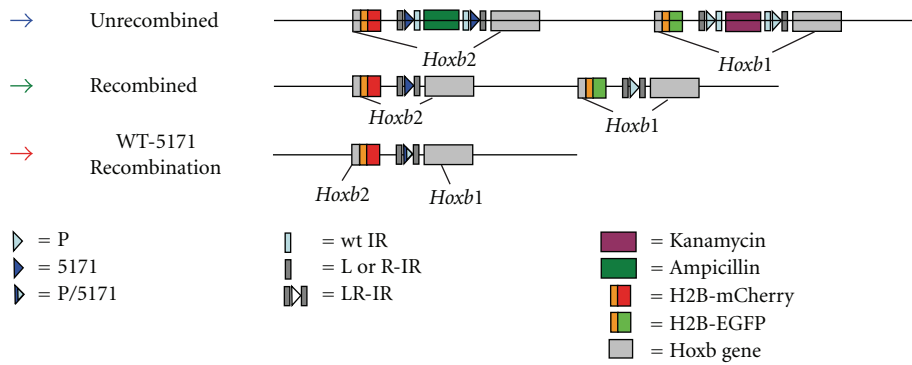 Unrecombined
Hoxb2
Hoxb1
Recombined
Hoxb2
Hoxb1
WT-5171
Recombination
Hoxb2
Hoxb1
= P
= 5171
= P/5171
= wt IR
= L or R-IR
= LR-IR
= Kanamycin
= Ampicillin
= H2B-mCherry
= H2B-EGFP
= Hoxb gene